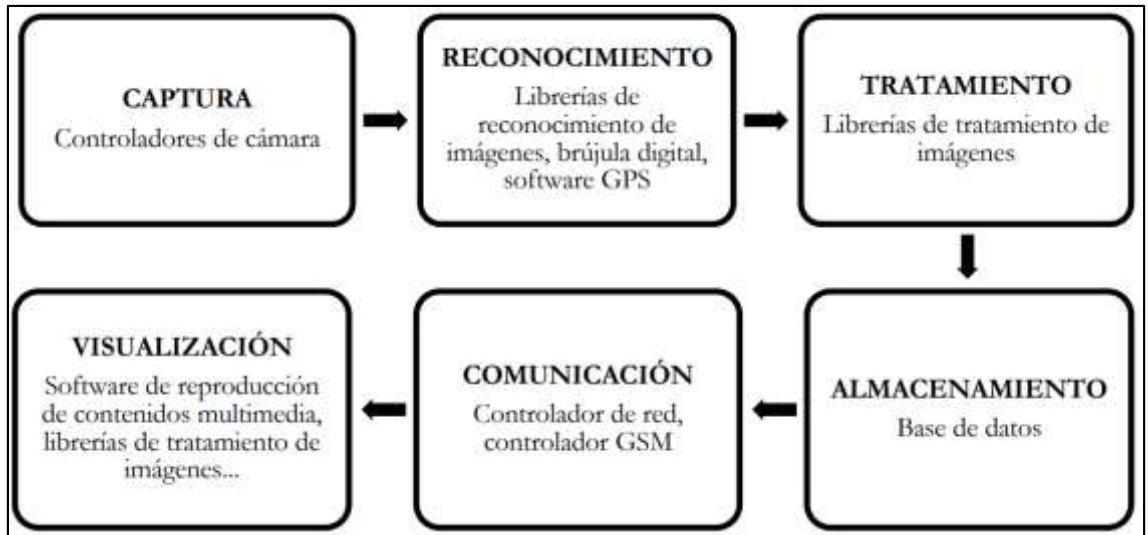 CAPTURA
Controladores de cámara
RECONOCIMIENTO
Librerías de
reconocimiento de
imágenes, brújula digital,
software GPS
TRATAMIENTO
Librerías de tratamiento de
imágenes
ALMACENAMIENTO
Base de datos
COMUNICACIÓN
Controlador de red,
controlador GSM
VISUALIZACIÓN
Software de reproducción
de contenidos multimedia,
librerías de tratamiento de
imágenes...